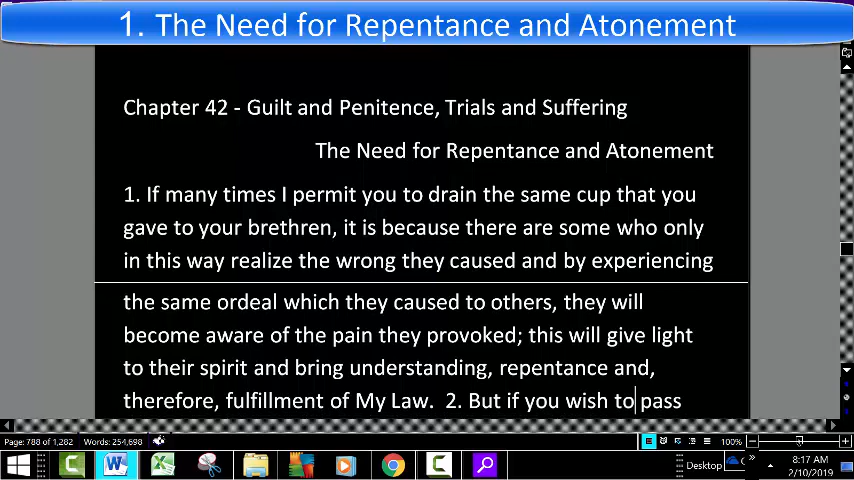 1. The Need for Repentance and Atonement
Chapter 42 - Guilt and Penitence, Trials and Suffering
The Need for Repentance and Atonement
1. If many times I permit you to drain the same cup that you
gave to your brethren, it is because there are some who only
in this way realize the wrong they caused and by experiencing
the same ordeal which they caused to others, they will
become aware of the pain they provoked; this will give light
to their spirit and bring understanding, repentance and,
therefore, fulfillment of My Law.  2. But if you wish to pass
Page: 788 of 1,282 Words: 254,698 100%
Desktop 8:17 AM
2/10/2019